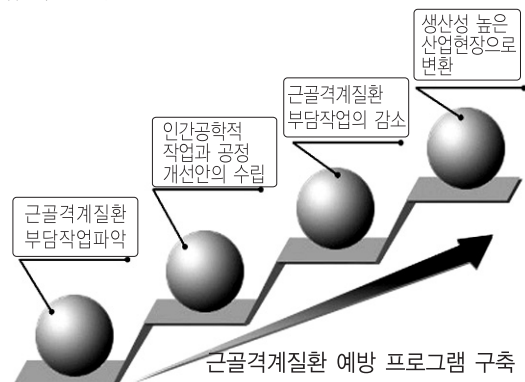 생산성 높은
산업현장으로
변환
근골격계질환
부담작업의 감소
인간공학적
작업과 공정
개선안의 수립
근골격계질환
부담작업파악
근골격계질환 예방 프로그램 구축